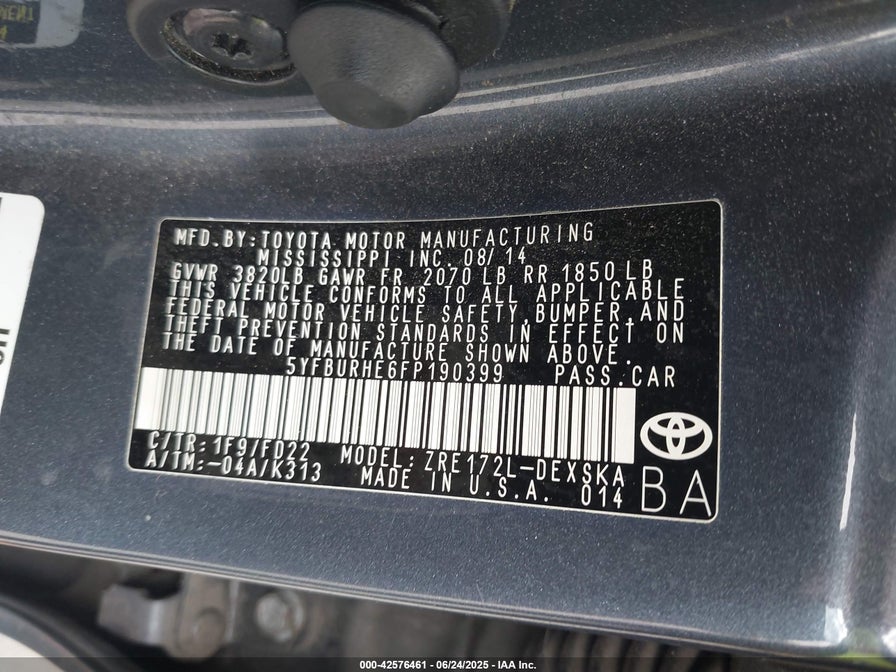 MFD.BY:TOYOTA MOTOR MANUFACTURING
MISSISSIPPI INC. 08/14
GVWR 3820LB GAWR FR 2070 LB RR 1850 LB
THIS VEHICLE CONFORMS TO ALL APPLICABLE
FEDERAL MOTOR VEHICLE SAFETY,BUMPER,AND
THEFT PREVENTION STANDARDS IN EFFECT ON
THE DATE OF MANUFACTURE SHOWN ABOVE.
5YFBURHE6FP190399 PASS.CAR
C/TR:1F9/FD22 MODEL:ZRE172L-DEXSKA
A/TM:-04A/K313 MADE IN U.S.A. 014
BA
000-42576461 - 06/24/2025 - IAA Inc.